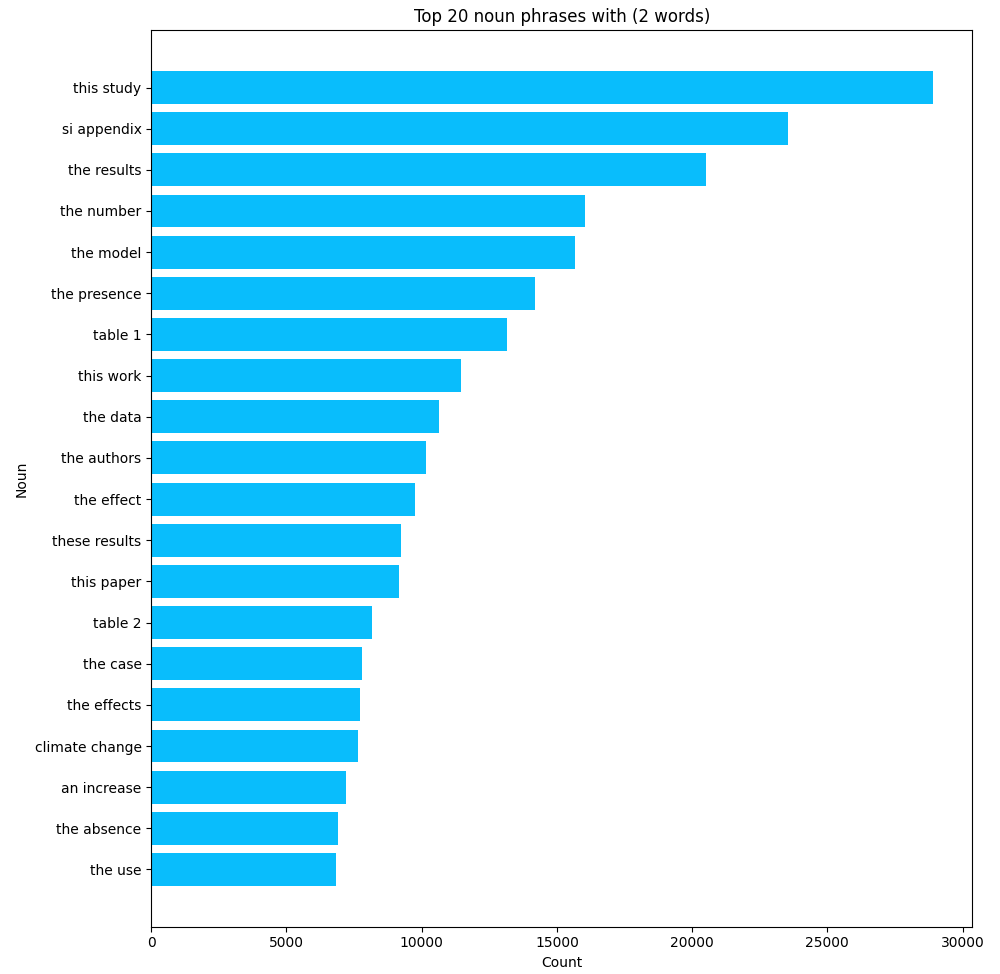 Top 20 noun phrases with (2 words)
this study
si appendix
the results
the number
the model
the presence
table 1
this work
the data
the authors
the effect
these results
this paper
table 2
the case
the effects
climate change
an increase
the absence
the use
Noun
0 5000 10000 15000 20000 25000 30000
Count